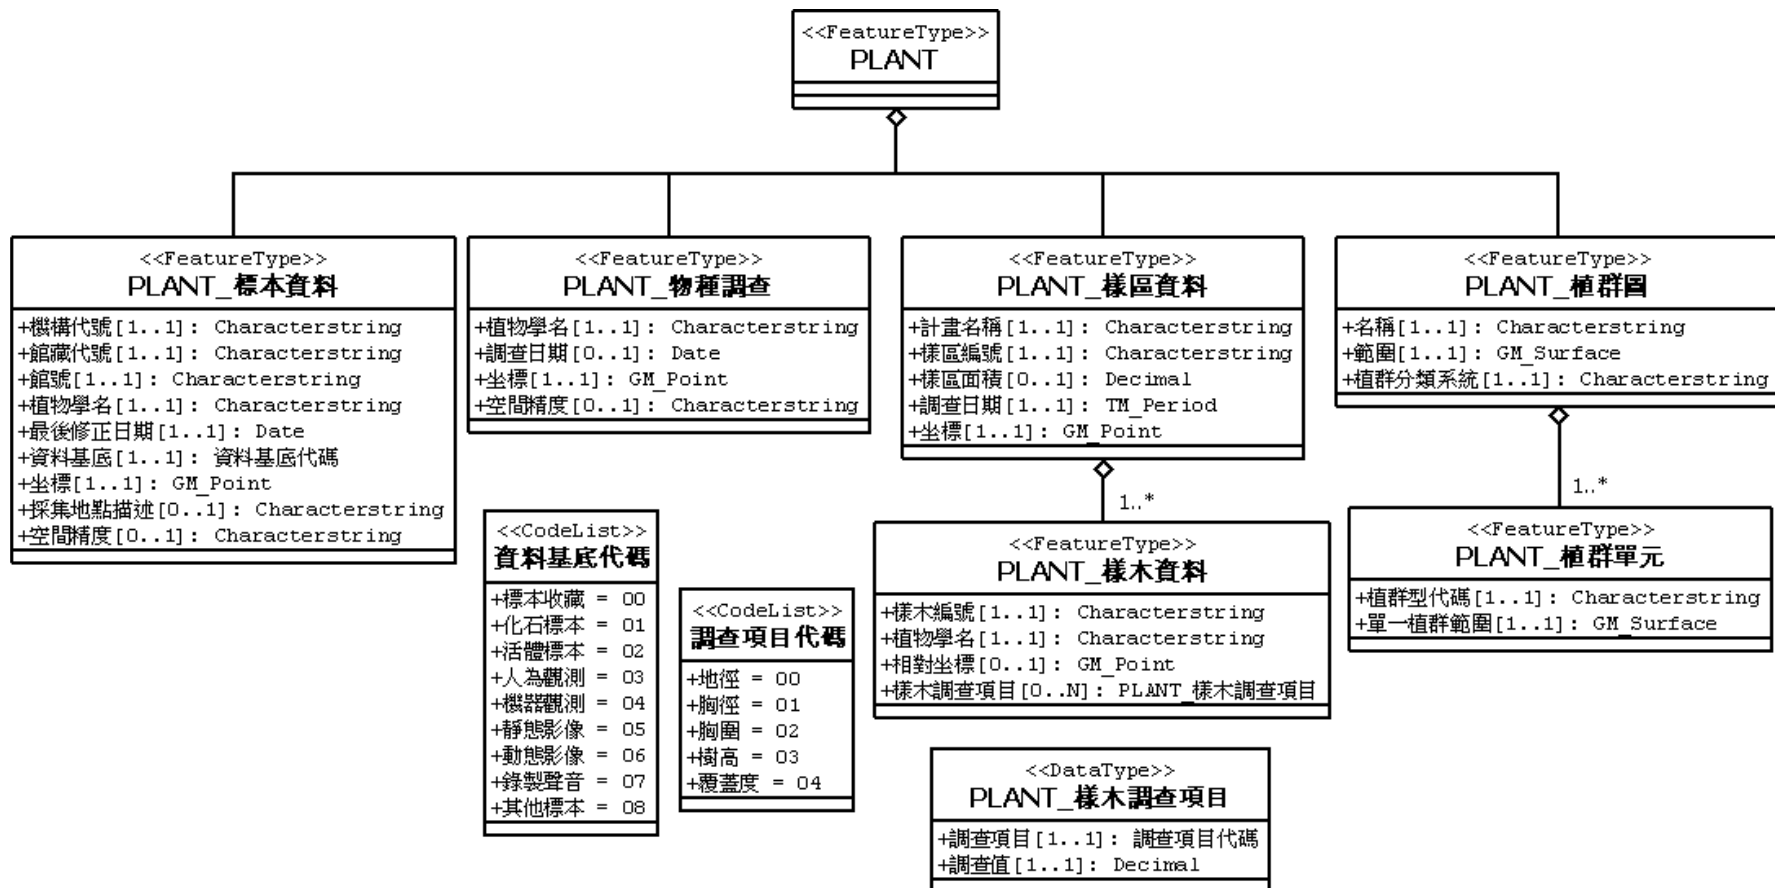 <<FeatureType>>
PLANT
<<FeatureType>>
PLANT_標本資料
+機構代號[1..1]: Characterstring
+館藏代號[1..1]: Characterstring
+館號[1..1]: Characterstring
+植物學名[1..1]: Characterstring
+最後修正日期[1..1]: Date
+資料基底[1..1]: 資料基底代碼
+坐標[1..1]: GM_Point
+採集地點描述[0..1]: Characterstring
+空間精度[0..1]: Characterstring
<<FeatureType>>
PLANT_物種調查
+植物學名[1..1]: Characterstring
+調查日期[0..1]: Date
+坐標[1..1]: GM_Point
+空間精度[0..1]: Characterstring
<<FeatureType>>
PLANT_樣區資料
+計畫名稱[1..1]: Characterstring
+樣區編號[1..1]: Characterstring
+樣區面積[0..1]: Decimal
+調查日期[1..1]: TM_Period
+坐標[1..1]: GM_Point
<<FeatureType>>
PLANT_植群圖
+名稱[1..1]: Characterstring
+範圍[1..1]: GM_Surface
+植群分類系統[1..1]: Characterstring
1..*
1..*
<<CodeList>>
資料基底代碼
+標本收藏 = 00
+化石標本 = 01
+活體標本 = 02
+人為觀測 = 03
+機器觀測 = 04
+靜態影像 = 05
+動態影像 = 06
+錄製聲音 = 07
+其他標本 = 08
<<CodeList>>
調查項目代碼
+地徑 = 00
+胸徑 = 01
+胸圍 = 02
+樹高 = 03
+覆蓋度 = 04
<<FeatureType>>
PLANT_樣木資料
+樣木編號[1..1]: Characterstring
+植物學名[1..1]: Characterstring
+相對坐標[0..1]: GM_Point
+樣木調查項目[0..N]: PLANT_樣木調查項目
<<FeatureType>>
PLANT_植群單元
+植群型代碼[1..1]: Characterstring
+單一植群範圍[1..1]: GM_Surface
<<DataType>>
PLANT_樣木調查項目
+調查項目[1..1]: 調查項目代碼
+調查值[1..1]: Decimal